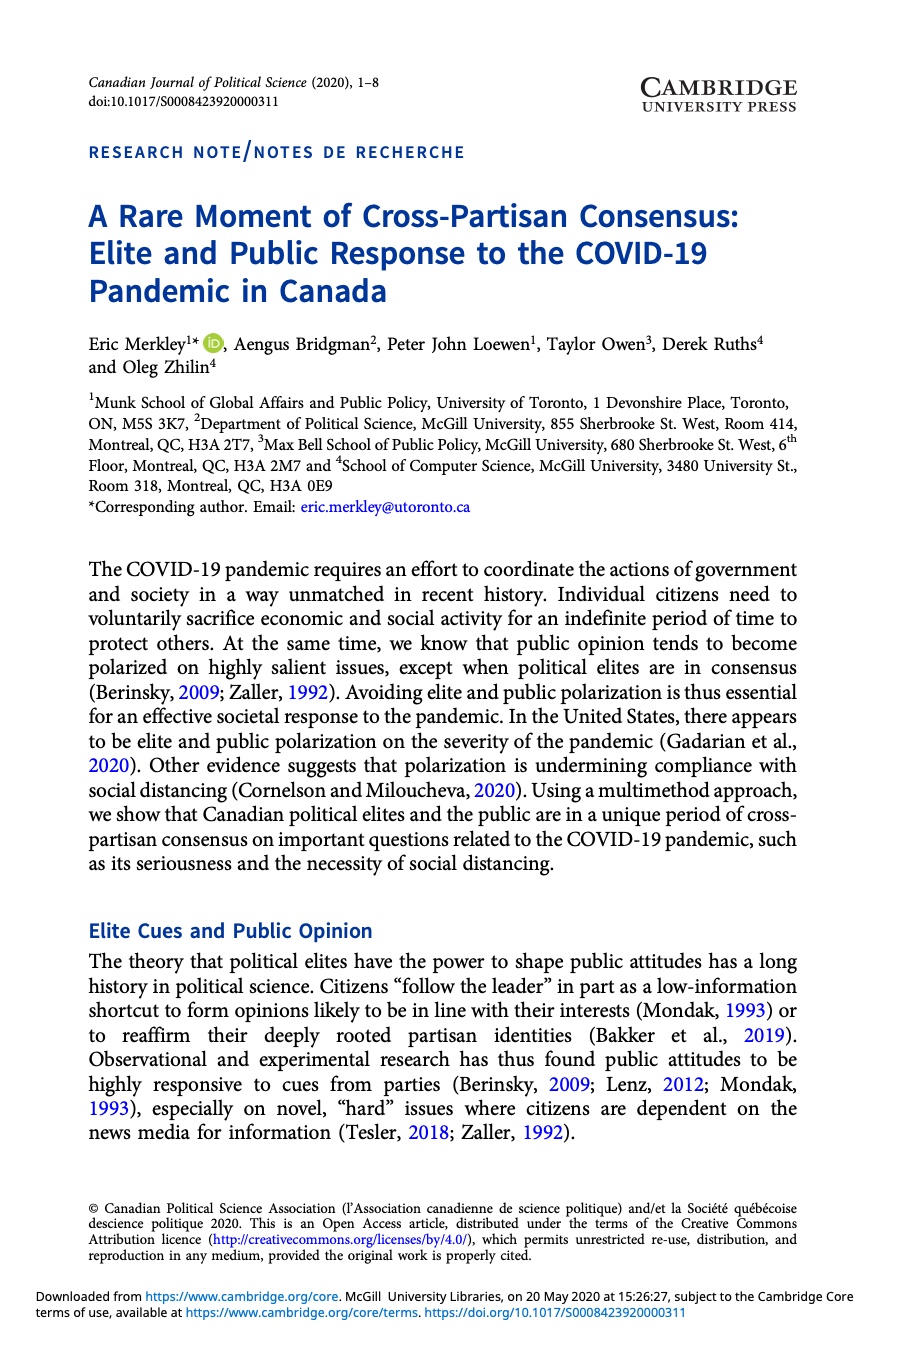 Canadian Journal of Political Science (2020), 1–8
doi:10.1017/S0008423920000311
CAMBRIDGE
UNIVERSITY PRESS
RESEARCH NOTE/NOTES DE RECHERCHE
A Rare Moment of Cross-Partisan Consensus:
Elite and Public Response to the COVID-19
Pandemic in Canada
Eric Merkley1* iD, Aengus Bridgman2, Peter John Loewen1, Taylor Owen3, Derek Ruths4
and Oleg Zhilin4
1Munk School of Global Affairs and Public Policy, University of Toronto, 1 Devonshire Place, Toronto,
ON, M5S 3K7, 2Department of Political Science, McGill University, 855 Sherbrooke St. West, Room 414,
Montreal, QC, H3A 2T7, 3Max Bell School of Public Policy, McGill University, 680 Sherbrooke St. West, 6th
Floor, Montreal, QC, H3A 2M7 and 4School of Computer Science, McGill University, 3480 University St.,
Room 318, Montreal, QC, H3A 0E9
*Corresponding author. Email: eric.merkley@utoronto.ca
The COVID-19 pandemic requires an effort to coordinate the actions of government
and society in a way unmatched in recent history. Individual citizens need to
voluntarily sacrifice economic and social activity for an indefinite period of time to
protect others. At the same time, we know that public opinion tends to become
polarized on highly salient issues, except when political elites are in consensus
(Berinsky, 2009; Zaller, 1992). Avoiding elite and public polarization is thus essential
for an effective societal response to the pandemic. In the United States, there appears
to be elite and public polarization on the severity of the pandemic (Gadarian et al.,
2020). Other evidence suggests that polarization is undermining compliance with
social distancing (Cornelson and Miloucheva, 2020). Using a multimethod approach,
we show that Canadian political elites and the public are in a unique period of cross-
partisan consensus on important questions related to the COVID-19 pandemic, such
as its seriousness and the necessity of social distancing.
Elite Cues and Public Opinion
The theory that political elites have the power to shape public attitudes has a long
history in political science. Citizens “follow the leader” in part as a low-information
shortcut to form opinions likely to be in line with their interests (Mondak, 1993) or
to reaffirm their deeply rooted partisan identities (Bakker et al., 2019).
Observational and experimental research has thus found public attitudes to be
highly responsive to cues from parties (Berinsky, 2009; Lenz, 2012; Mondak,
1993), especially on novel, “hard” issues where citizens are dependent on the
news media for information (Tesler, 2018; Zaller, 1992).
© Canadian Political Science Association (l’Association canadienne de science politique) and/et la Société québécoise
descience politique 2020. This is an Open Access article, distributed under the terms of the Creative Commons
Attribution licence (http://creativecommons.org/licenses/by/4.0/), which permits unrestricted re-use, distribution, and
reproduction in any medium, provided the original work is properly cited.
Downloaded from https://www.cambridge.org/core. McGill University Libraries, on 20 May 2020 at 15:26:27, subject to the Cambridge Core
terms of use, available at https://www.cambridge.org/core/terms. https://doi.org/10.1017/S0008423920000311